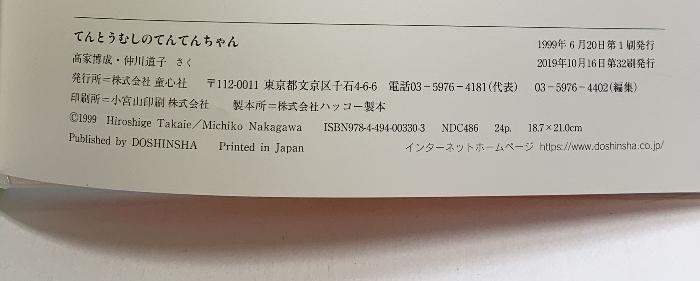 てんとうむしのてんてんちゃん 1999年6月20日第1刷発行
高家博成・仲川道子 さく 2019年10月16日第32刷発行
発行所＝株式会社 童心社 〒112-0011 東京都文京区千石4-6-6 電話03－5976－4181(代表) 03－5976－4402(編集)
印刷所＝小宮山印刷 株式会社 製本所＝株式会社ハッコー製本
©1999 Hiroshige Takaie／Michiko Nakagawa ISBN978-4-494-00330-3 NDC486 24p. 18.7×21.0cm
Published by DOSHINSHA Printed in Japan インターネットホームページ https://www.doshinsha.co.jp/